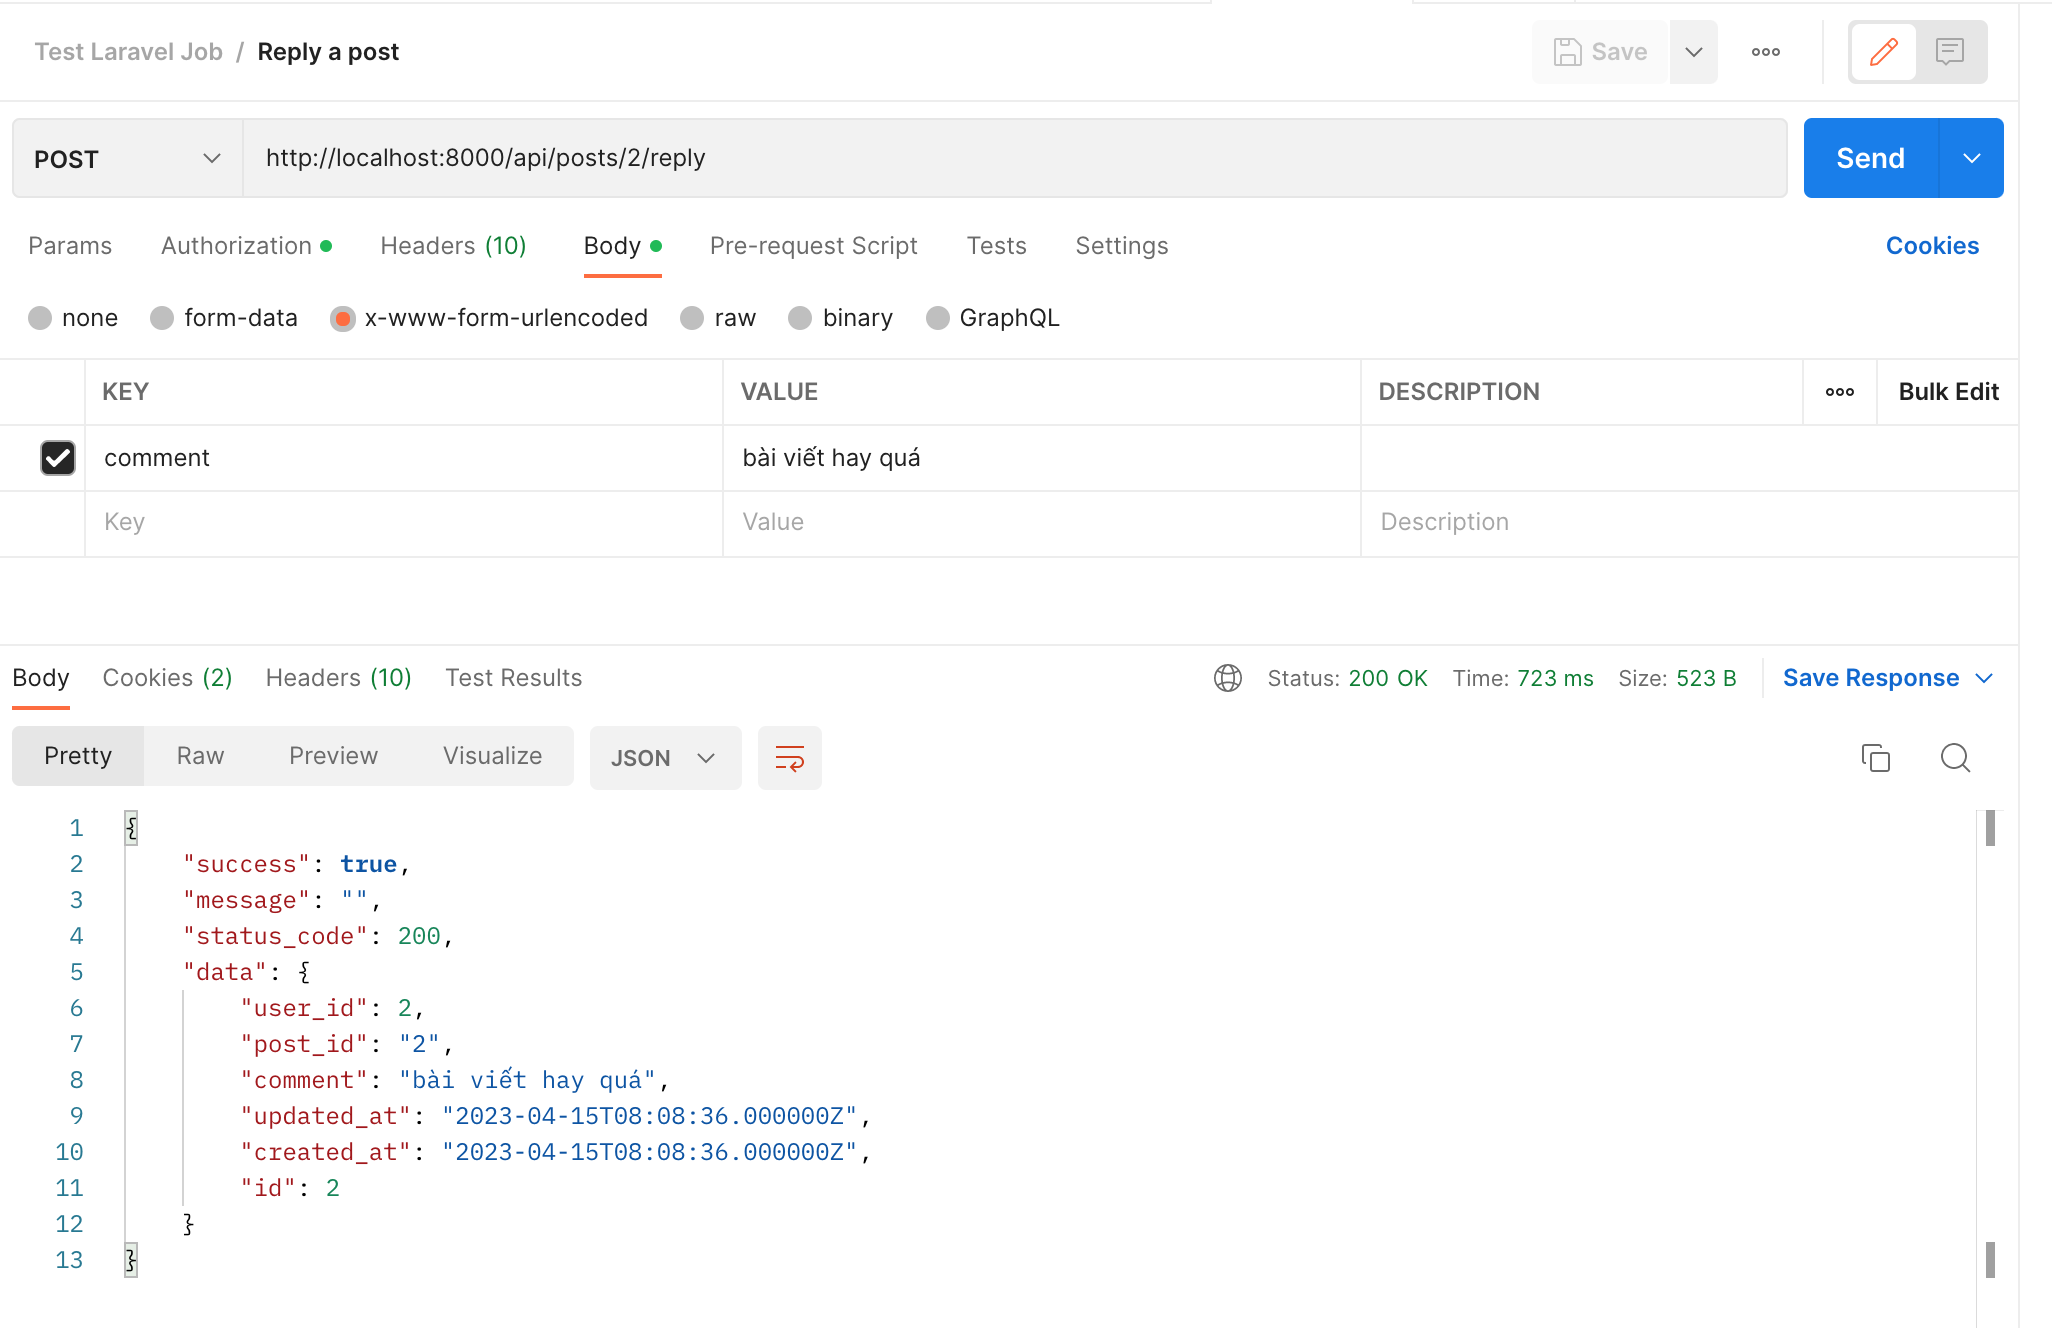 Test Laravel Job / Reply a post
Save
POST http://localhost:8000/api/posts/2/reply Send
Params Authorization Headers (10) Body Pre-request Script Tests Settings Cookies
none form-data x-www-form-urlencoded raw binary GraphQL
KEY VALUE DESCRIPTION Bulk Edit
comment bài viết hay quá
Key Value Description
Body Cookies (2) Headers (10) Test Results Status: 200 OK Time: 723 ms Size: 523 B Save Response
Pretty Raw Preview Visualize JSON
1 {
2 "success": true,
3 "message": "",
4 "status_code": 200,
5 "data": {
6 "user_id": 2,
7 "post_id": "2",
8 "comment": "bài viết hay quá",
9 "updated_at": "2023-04-15T08:08:36.000000Z",
10 "created_at": "2023-04-15T08:08:36.000000Z",
11 "id": 2
12 }
13 }